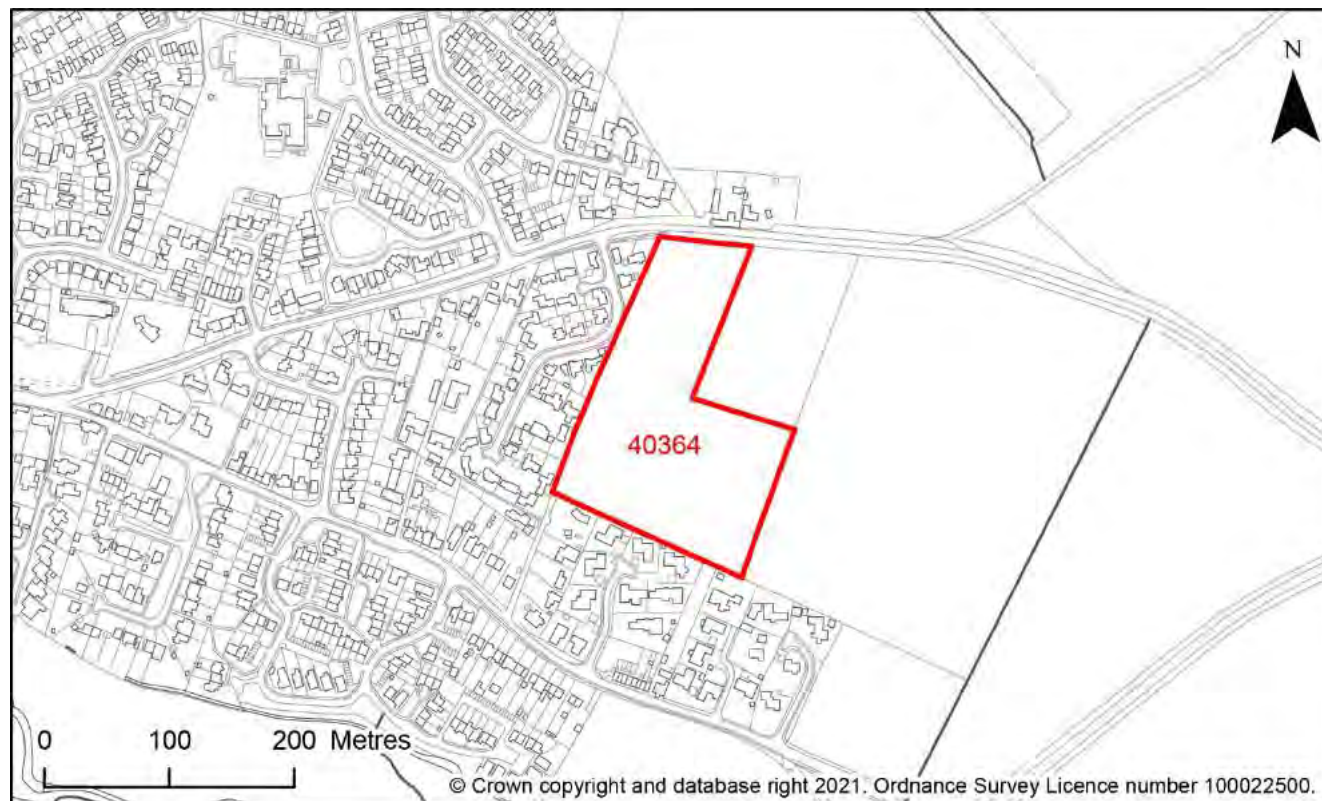 N
40364
0 100 200 Metres
© Crown copyright and database right 2021. Ordnance Survey Licence number 100022500.